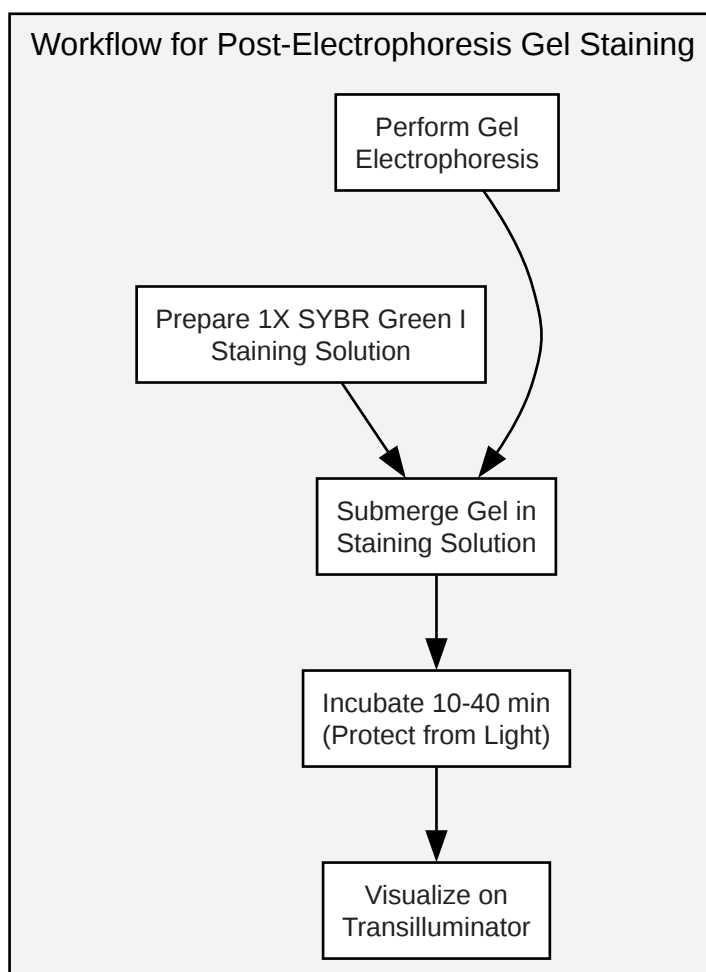 Workflow for Post-Electrophoresis Gel Staining
Perform Gel
Electrophoresis
Prepare 1X SYBR Green I
Staining Solution
Submerge Gel in
Staining Solution
Incubate 10-40 min
(Protect from Light)
Visualize on
Transilluminator